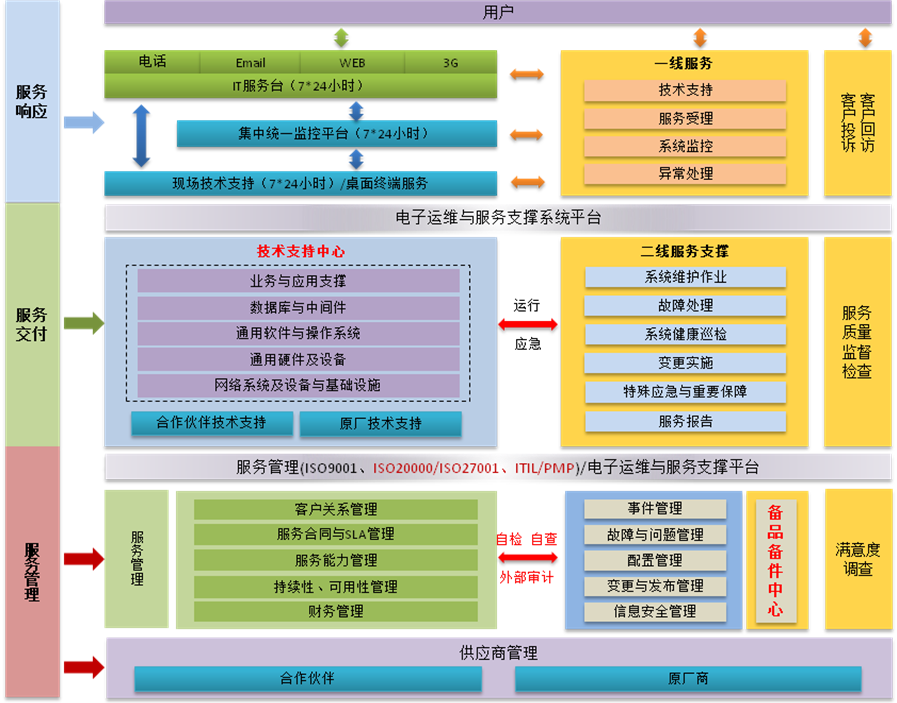 用户
服务
响应
电话
Email
WEB
3G
IT服务台（7*24小时）
集中统一监控平台（7*24小时）
现场技术支持（7*24小时）/桌面终端服务
一线服务
技术支持
服务受理
系统监控
异常处理
客户投诉
客户回访
电子运维与服务支撑系统平台
服务
交付
技术支持中心
业务与应用支撑
数据库与中间件
通用软件与操作系统
通用硬件及设备
网络系统及设备与基础设施
合作伙伴技术支持
原厂技术支持
运行
应急
二线服务支撑
系统维护作业
故障处理
系统健康巡检
变更实施
特殊应急与重要保障
服务报告
服务
质量
监督
检查
服务管理(ISO9001、ISO20000/ISO27001、ITIL/PMP)/电子运维与服务支撑平台
服务管理
服务管理
客户关系管理
服务合同与SLA管理
服务能力管理
持续性、可用性管理
财务管理
自检 自查
外部审计
事件管理
故障与问题管理
配置管理
变更与发布管理
信息安全管理
备品备件中心
满意度
调查
供应商管理
合作伙伴
原厂商